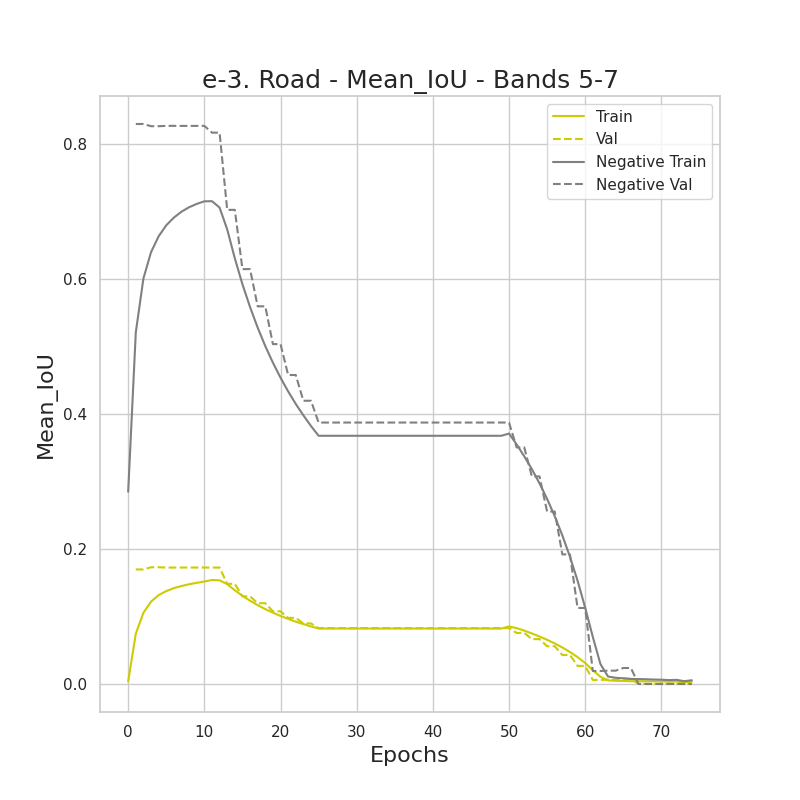 e-3. Road - Mean_IoU - Bands 5-7
Train
Val
Negative Train
Negative Val
Mean_IoU
0.8
0.6
0.4
0.2
0.0
0 10 20 30 40 50 60 70
Epochs